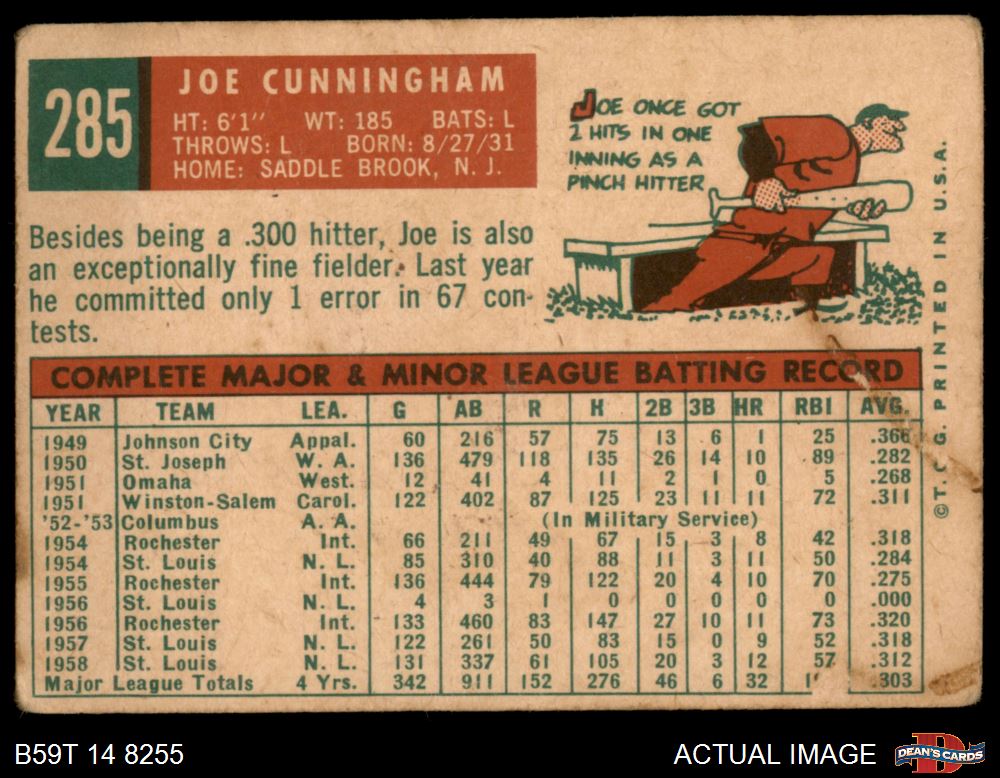 285
JOE CUNNINGHAM
HT: 6'1" WT: 185 BATS: L
THROWS: L BORN: 8/27/31
HOME: SADDLE BROOK, N. J.
JOE ONCE GOT
2 HITS IN ONE
INNING AS A
PINCH HITTER
Besides being a .300 hitter, Joe is also
an exceptionally fine fielder. Last year
he committed only 1 error in 67 con-
tests.
COMPLETE MAJOR & MINOR LEAGUE BATTING RECORD
YEAR TEAM LEA. G AB R H 2B 3B HR RBI AVG.
1949 Johnson City Appal. 60 216 57 75 13 6 1 25 .366
1950 St. Joseph W. A. 136 479 118 135 26 14 10 89 .282
1951 Omaha West. 12 41 4 11 2 1 0 5 .268
1951 Winston-Salem Carol. 122 402 87 125 23 11 11 72 .311
'52-'53 Columbus A. A. (In Military Service)
1954 Rochester Int. 66 211 49 67 15 3 8 42 .318
1954 St. Louis N. L. 85 310 40 88 11 3 11 50 .284
1955 Rochester Int. 136 444 79 122 20 4 10 70 .275
1956 St. Louis N. L. 4 3 1 0 0 0 0 0 .000
1956 Rochester Int. 133 460 83 147 27 10 11 73 .320
1957 St. Louis N. L. 122 261 50 83 15 0 9 52 .318
1958 St. Louis N. L. 131 337 61 105 20 3 12 57 .312
Major League Totals 4 Yrs. 342 911 152 276 46 6 32 .303
© T. C. G. PRINTED IN U.S.A.
B59T 14 8255
ACTUAL IMAGE
DEAN'S CARDS